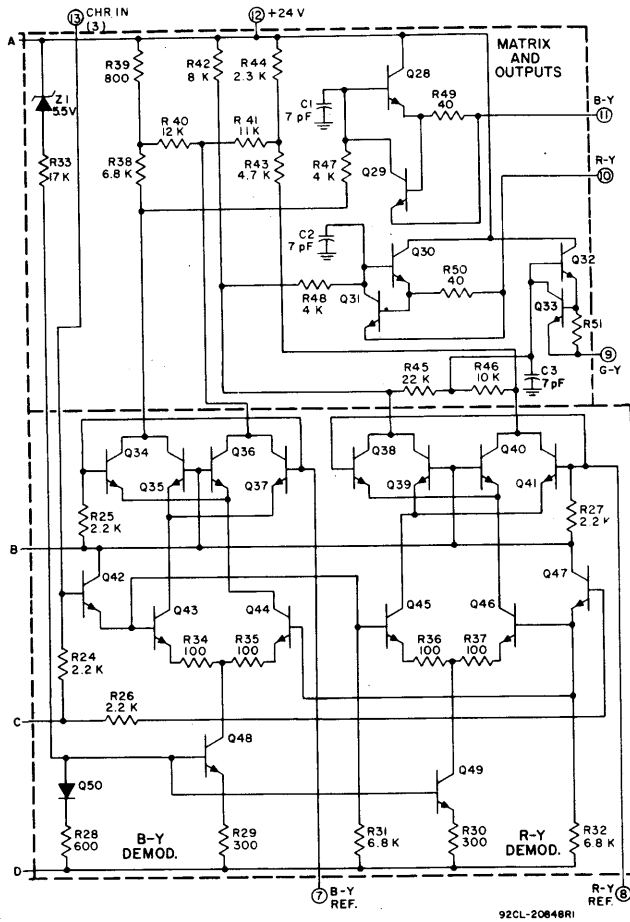 13 CHR IN
(3)
12 +24 V
A
MATRIX
AND
OUTPUTS
R39
800
R42
8 K
R44
2.3 K
Q28
Z1
5.5V
C1
7 pF
R49
40
B-Y
11
R 40
12 K
R 41
11 K
R33
17 K
R38
6.8 K
R43
4.7 K
R47
4 K
Q29
R-Y
10
C2
7 pF
Q30
Q32
R48
4 K
Q31
R50
40
Q33
R51
9
G-Y
R45
22 K
R46
10 K
C3
7 pF
Q34
Q36
Q38
Q40
Q35
Q37
Q39
Q41
R25
2.2 K
R27
2.2 K
B
Q42
Q47
Q43
Q44
Q45
Q46
R34
100
R35
100
R36
100
R37
100
R24
2.2 K
R26
2.2 K
C
Q48
Q49
Q50
R28
600
B-Y
DEMOD.
R29
300
R31
6.8 K
R30
300
R-Y
DEMOD.
R32
6.8 K
D
7 B-Y
REF.
R-Y
REF. 8
92CL-20848R1